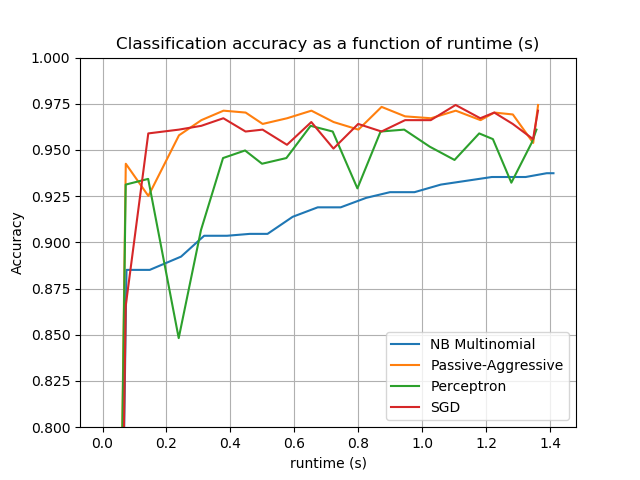 Classification accuracy as a function of runtime (s)
1.000
0.975
0.950
0.925
0.900
0.875
0.850
0.825
0.800
Accuracy
NB Multinomial
Passive-Aggressive
Perceptron
SGD
0.0 0.2 0.4 0.6 0.8 1.0 1.2 1.4
runtime (s)